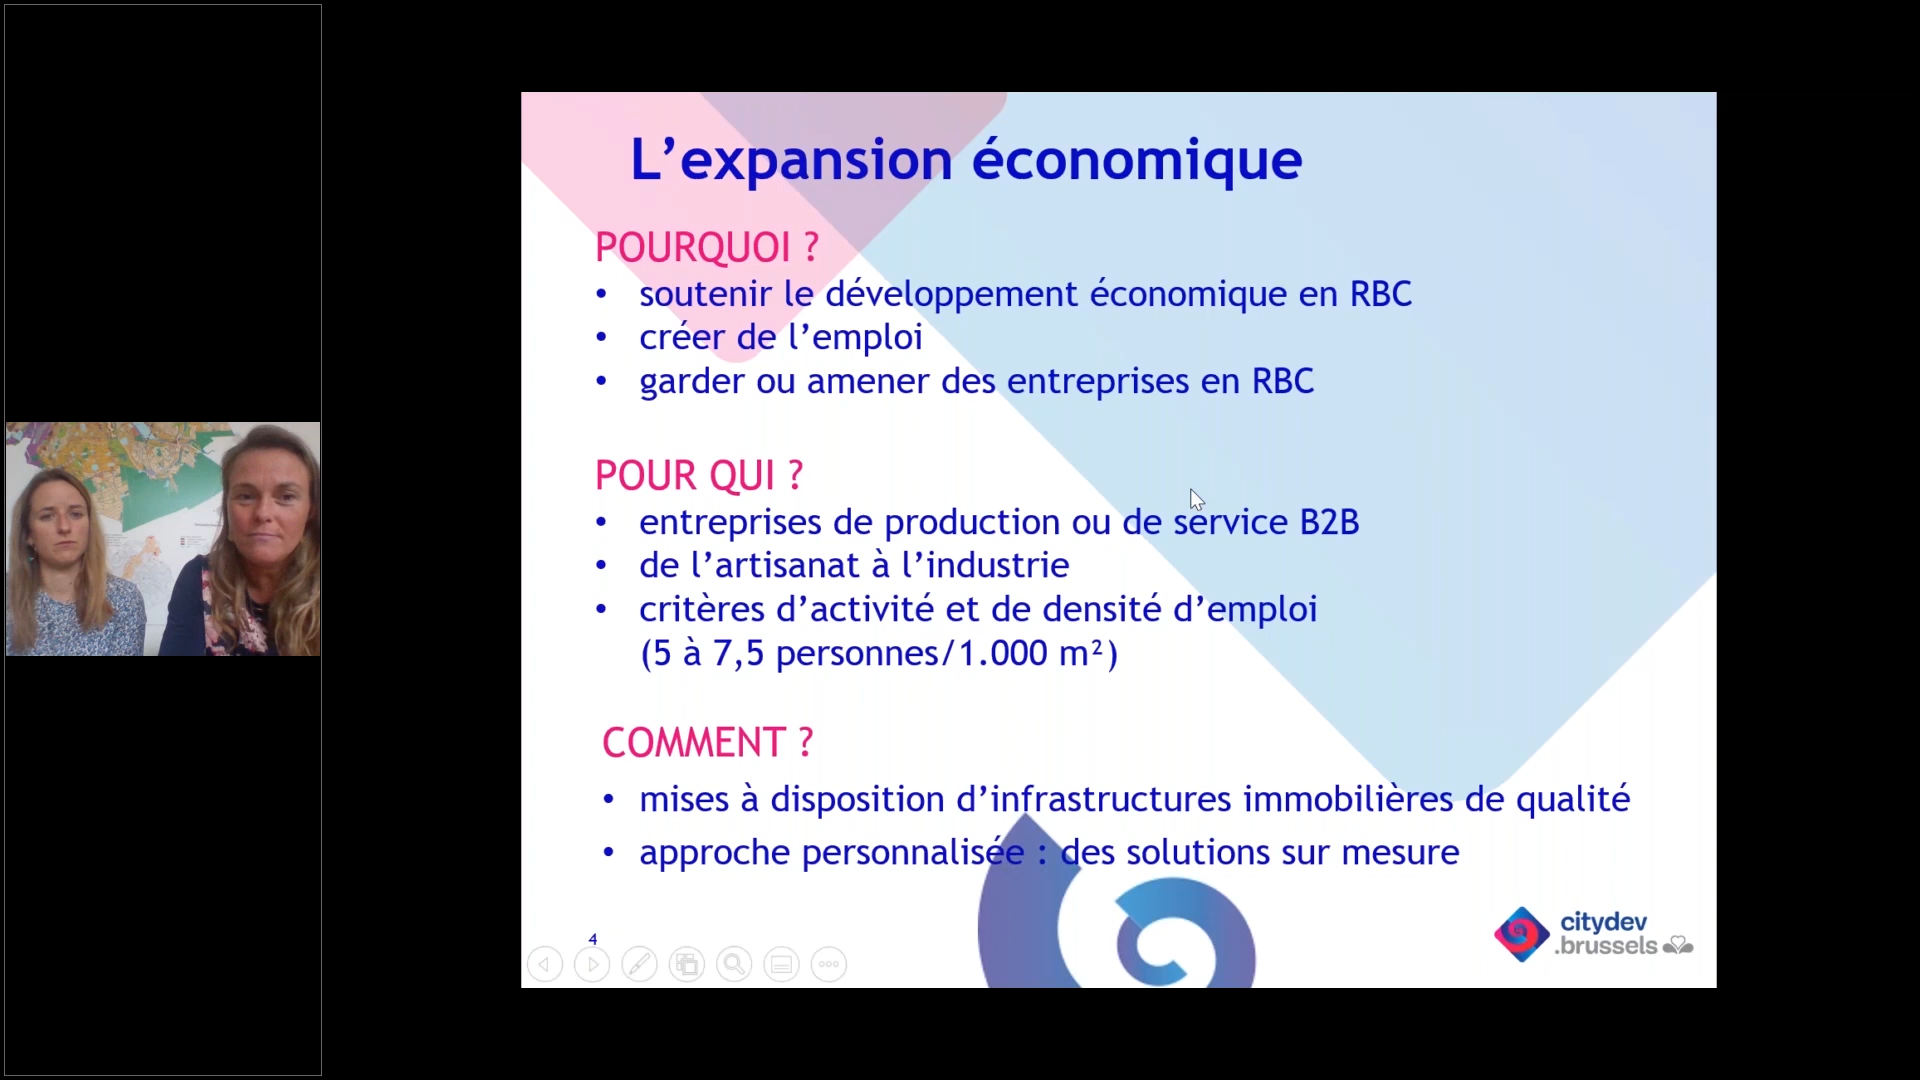 L’expansion économique
POURQUOI ?
• soutenir le développement économique en RBC
• créer de l’emploi
• garder ou amener des entreprises en RBC
POUR QUI ?
• entreprises de production ou de service B2B
• de l’artisanat à l’industrie
• critères d’activité et de densité d’emploi
(5 à 7,5 personnes/1.000 m²)
COMMENT ?
• mises à disposition d’infrastructures immobilières de qualité
• approche personnalisée : des solutions sur mesure
4
citydev
.brussels